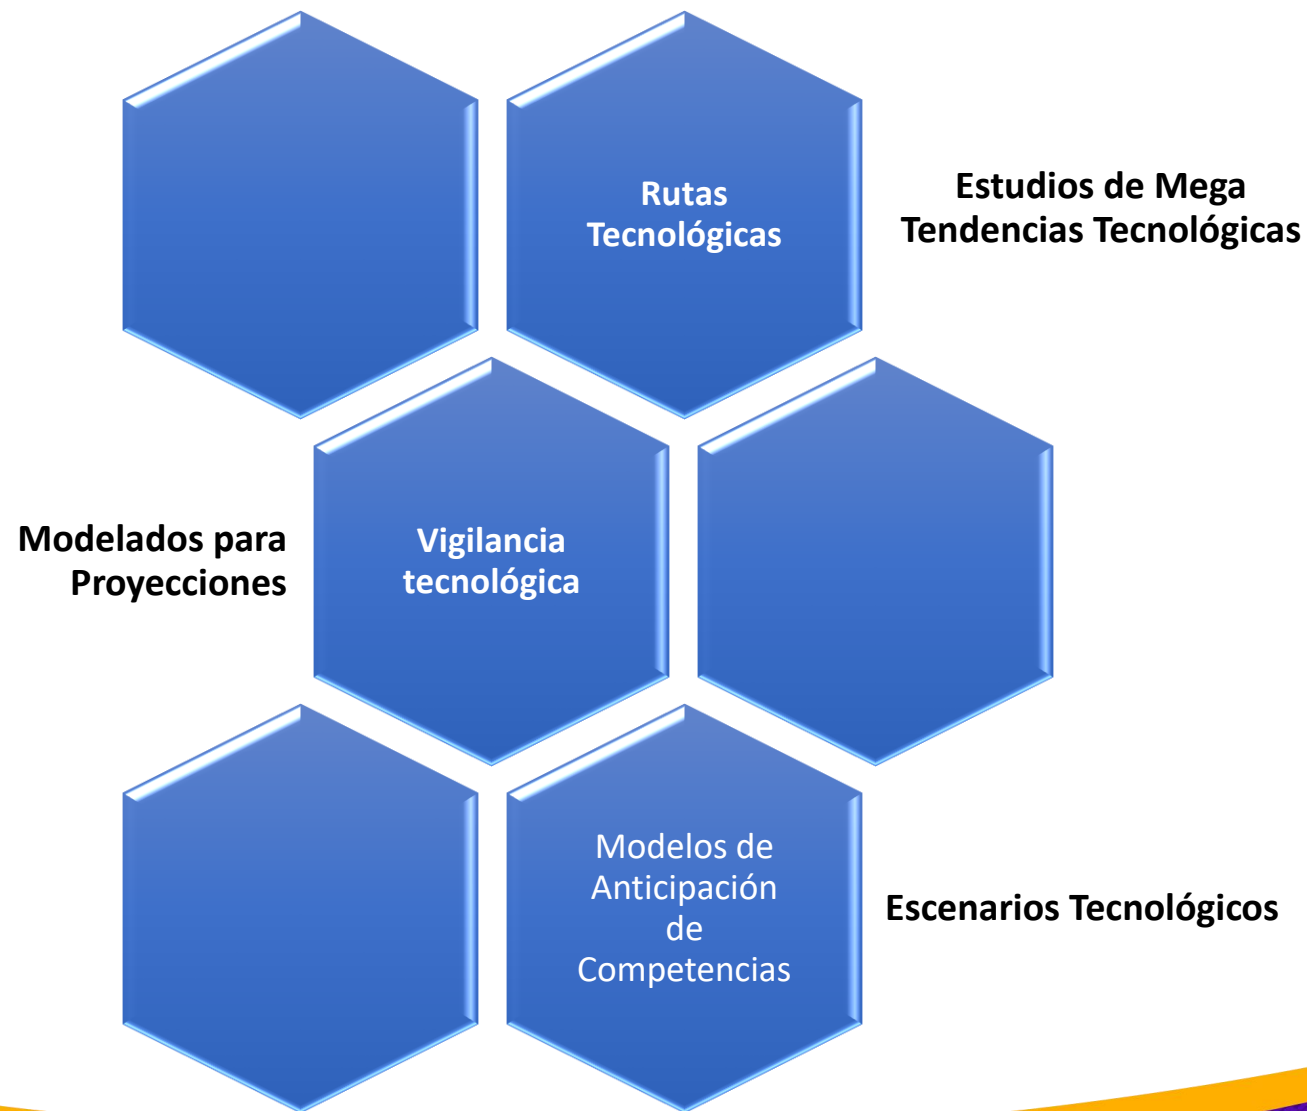 Rutas
Tecnológicas
Estudios de Mega
Tendencias Tecnológicas
Modelados para
Proyecciones
Vigilancia
tecnológica
Modelos de
Anticipación
de
Competencias
Escenarios Tecnológicos